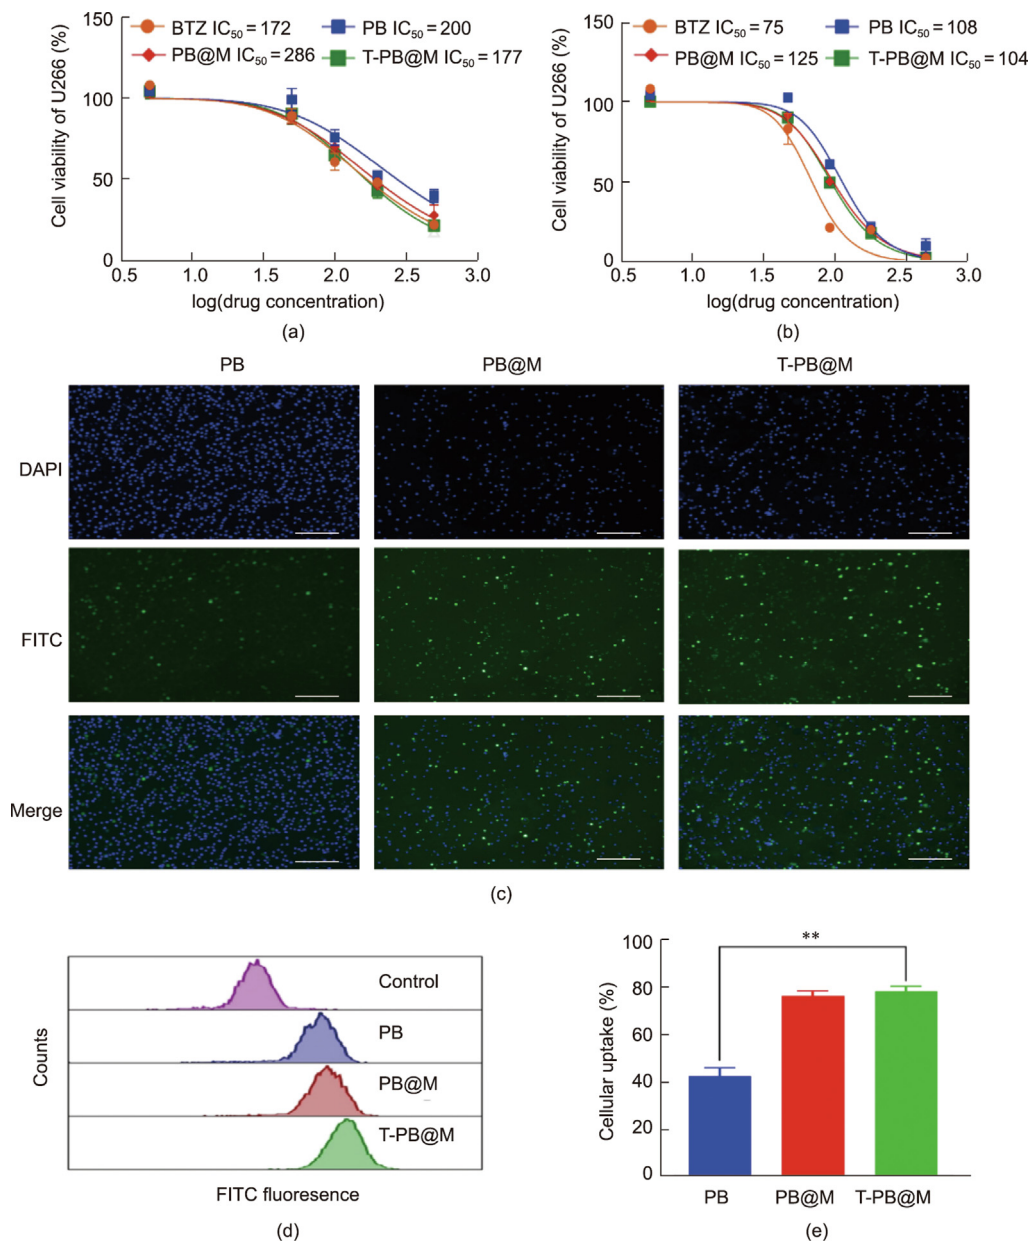 BTZ IC50 = 172 PB IC50 = 200
PB@M IC50 = 286 T-PB@M IC50 = 177
Cell viability of U266 (%)
150
100
50
0
0.5 1.0 1.5 2.0 2.5 3.0
log(drug concentration)
(a)
BTZ IC50 = 75 PB IC50 = 108
PB@M IC50 = 125 T-PB@M IC50 = 104
Cell viability of U266 (%)
150
100
50
0
0.5 1.0 1.5 2.0 2.5 3.0
log(drug concentration)
(b)
PB PB@M T-PB@M
DAPI
FITC
Merge
(c)
Counts
Control
PB
PB@M
T-PB@M
FITC fluoresence
(d)
Cellular uptake (%)
100
80
60
40
20
0
**
PB PB@M T-PB@M
(e)